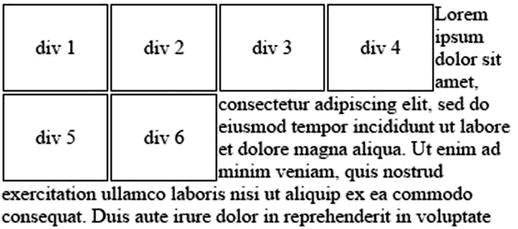 div 1 div 2 div 3 div 4 Lorem
ipsum
dolor sit
amet,
div 5 div 6 consectetur adipiscing elit, sed do
eiusmod tempor incididunt ut labore
et dolore magna aliqua. Ut enim ad
minim veniam, quis nostrud
exercitation ullamco laboris nisi ut aliquip ex ea commodo
consequat. Duis aute irure dolor in reprehenderit in voluptate